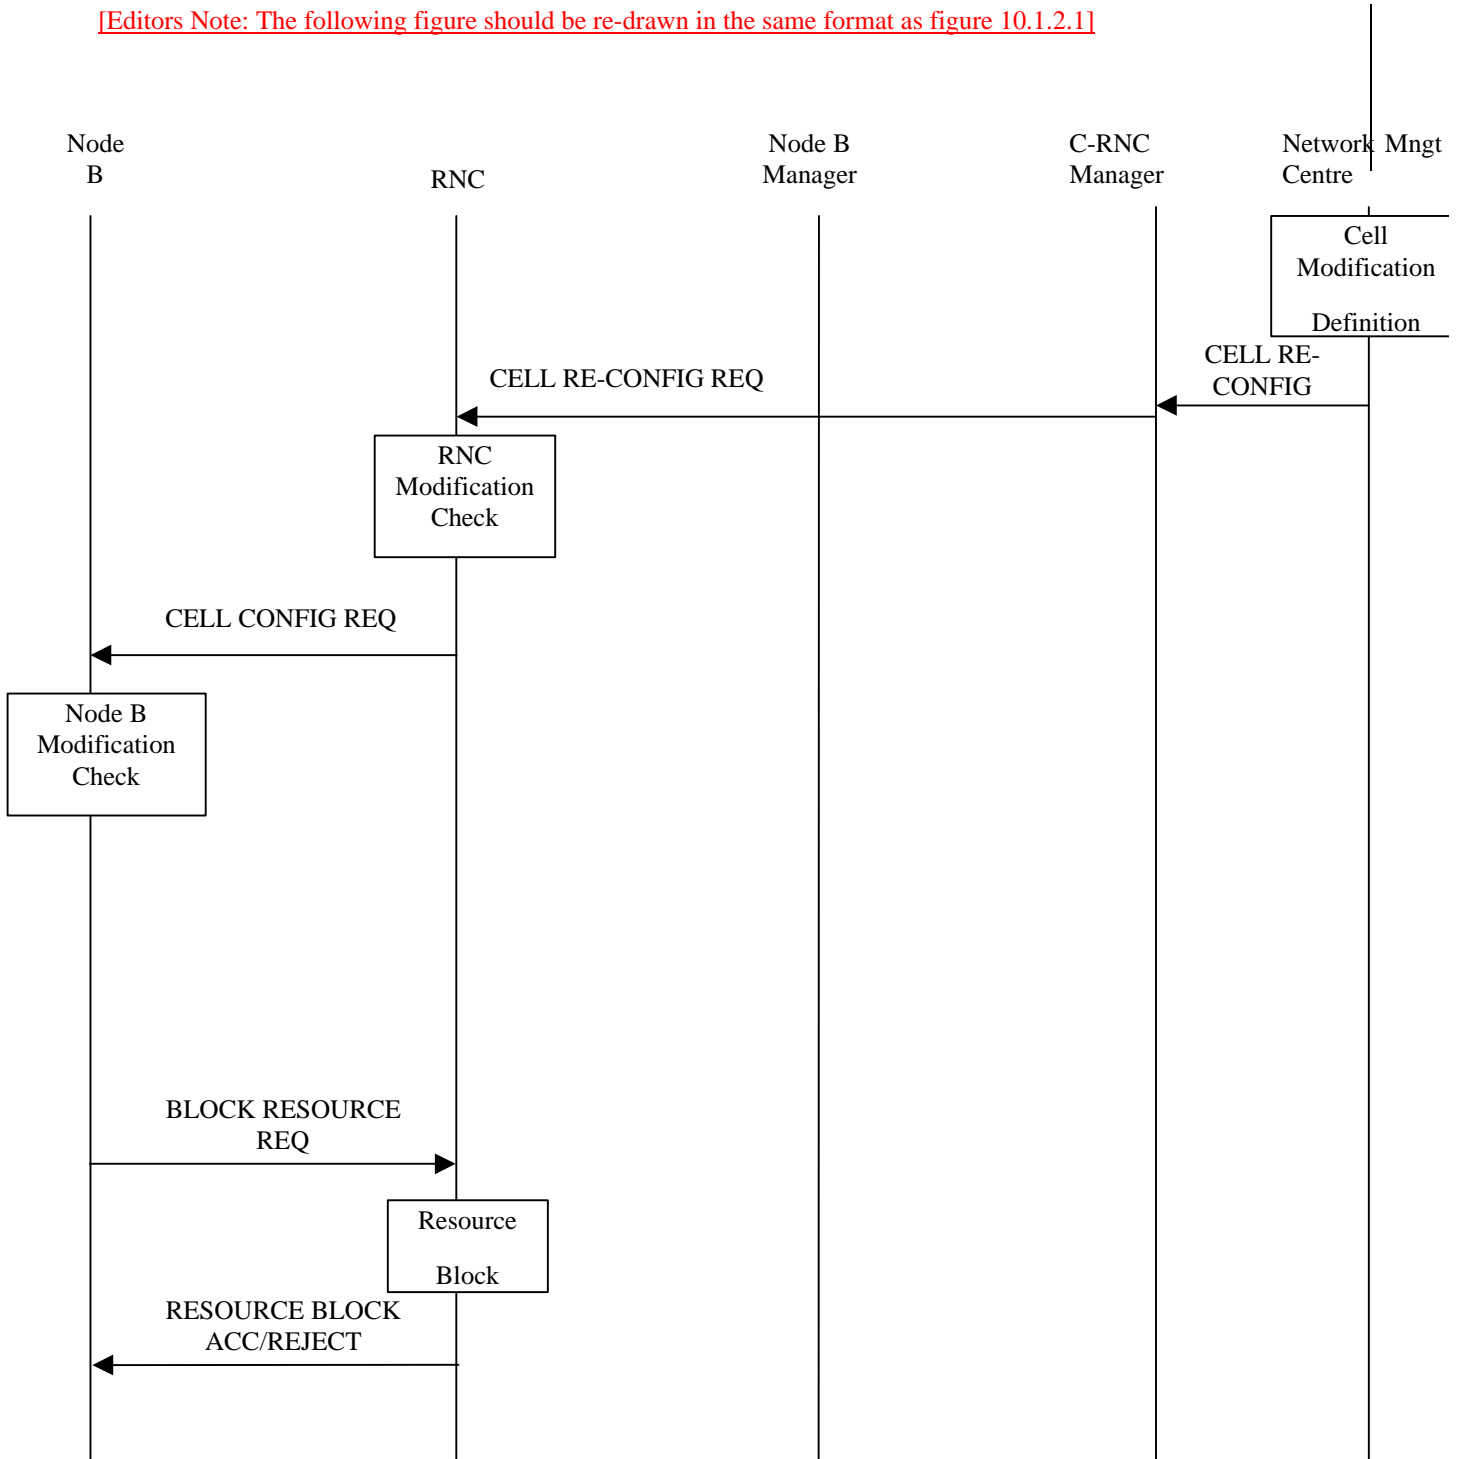 [Editors Note: The following figure should be re-drawn in the same format as figure 10.1.2.1]
Node
B
RNC
Node B
Manager
C-RNC
Manager
Network Mngt
Centre
Cell
Modification
Definition
CELL RE-
CONFIG
CELL RE-CONFIG REQ
RNC
Modification
Check
CELL CONFIG REQ
Node B
Modification
Check
BLOCK RESOURCE
REQ
Resource
Block
RESOURCE BLOCK
ACC/REJECT